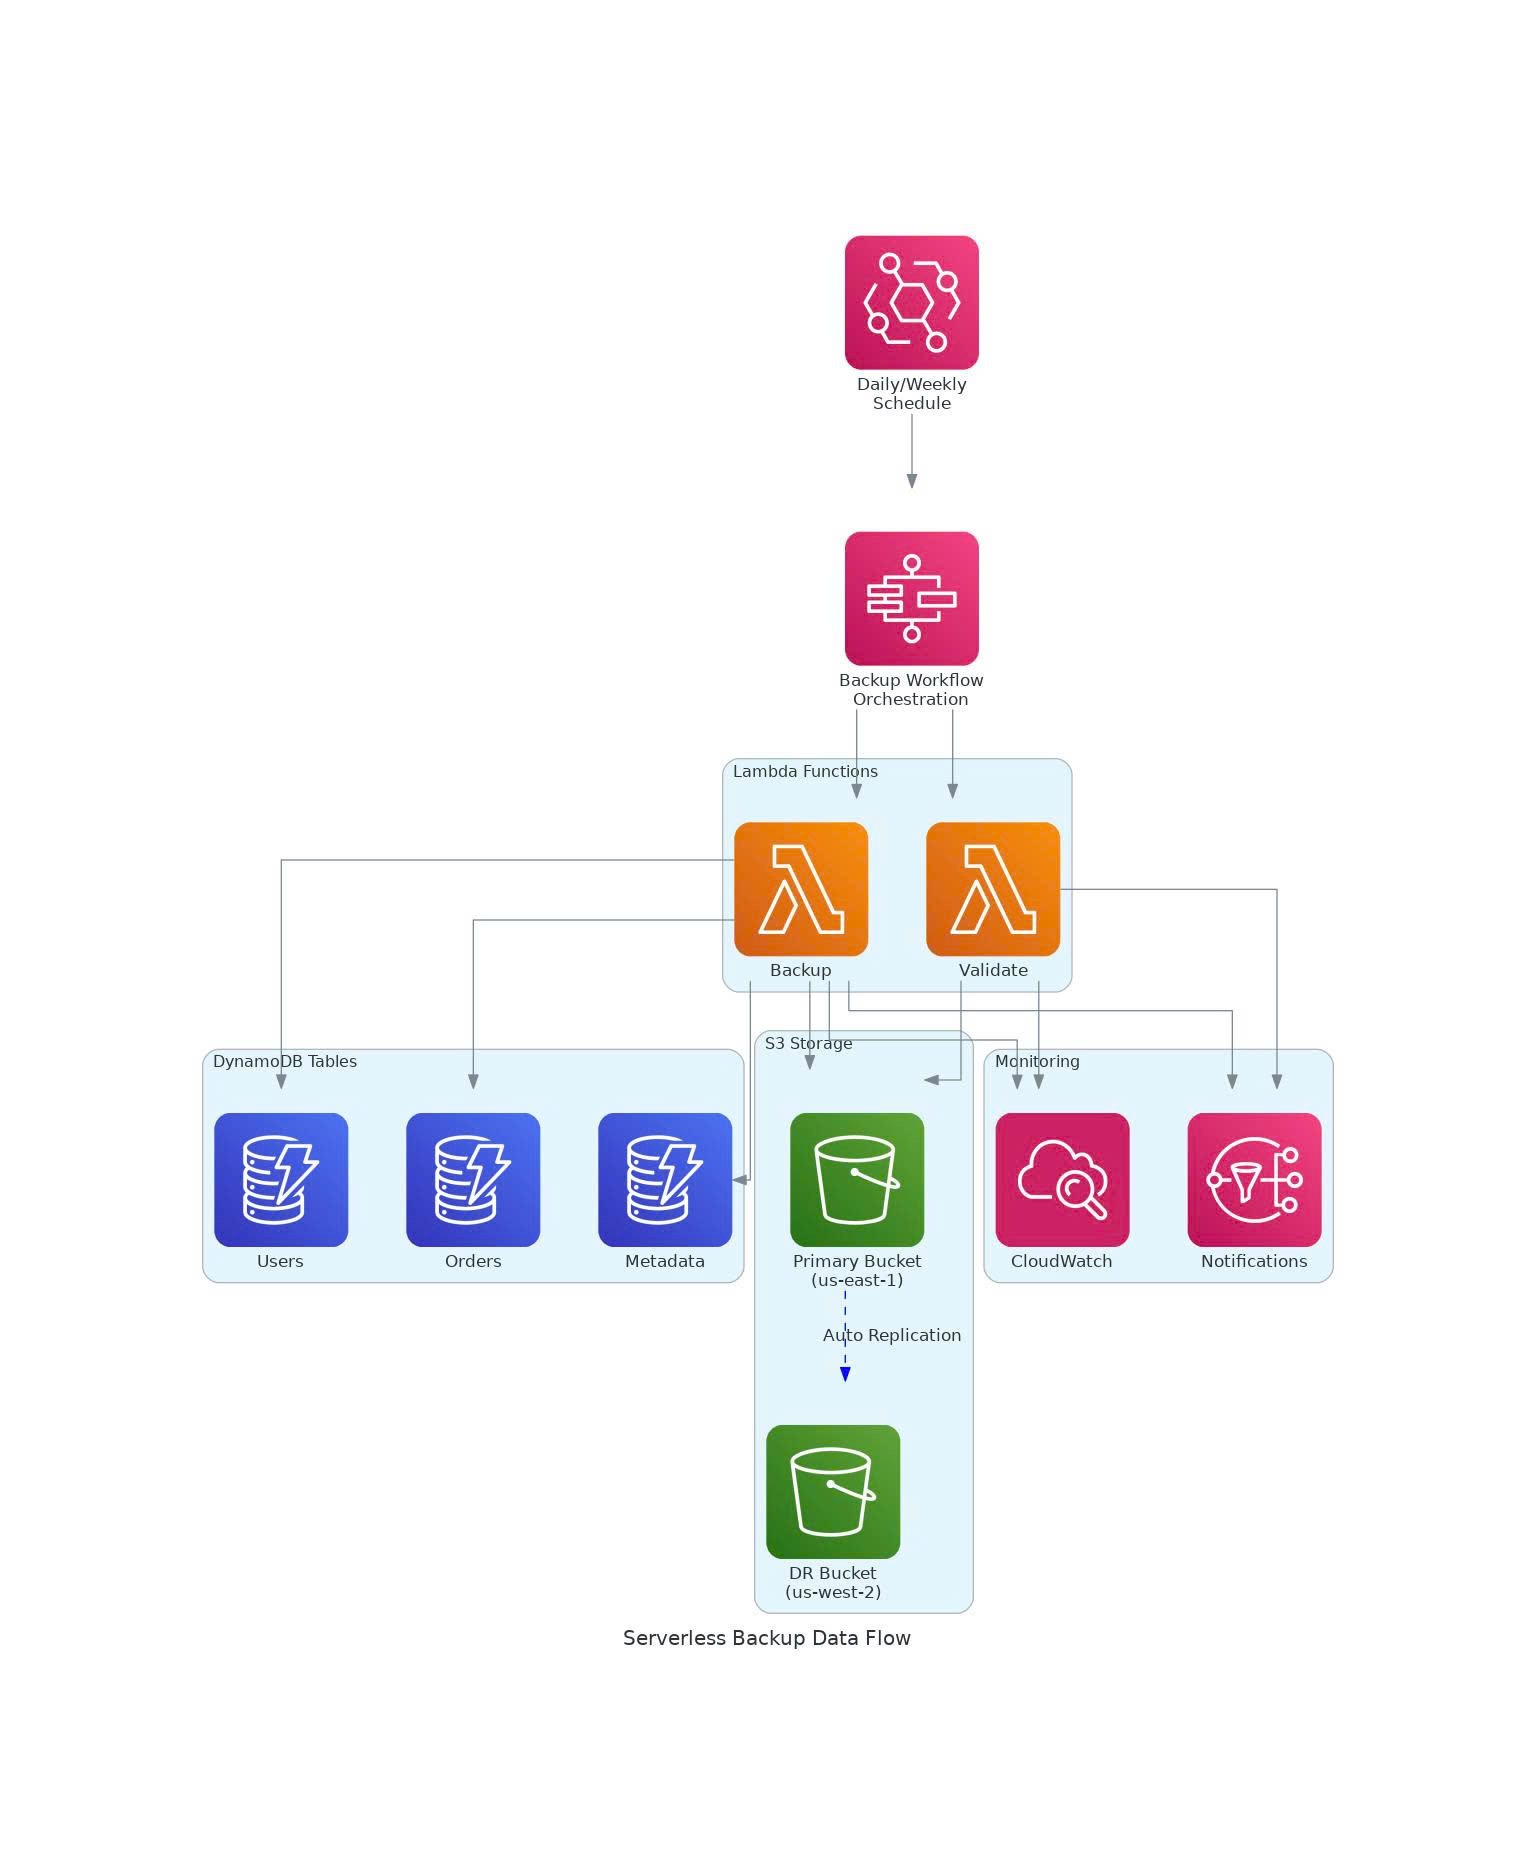 Daily/Weekly
Schedule
Backup Workflow
Orchestration
Lambda Functions
Backup
Validate
DynamoDB Tables
Users
Orders
Metadata
S3 Storage
Primary Bucket
(us-east-1)
Auto Replication
DR Bucket
(us-west-2)
Monitoring
CloudWatch
Notifications
Serverless Backup Data Flow